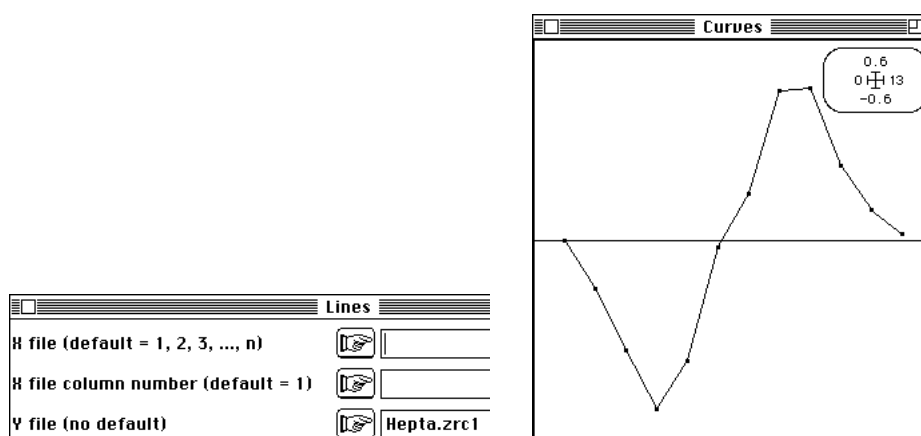 Curves
0.6
0 13
-0.6
Lines
X file (default = 1, 2, 3, ..., n)
X file column number (default = 1)
Y file (no default)
Hepta.zrc1